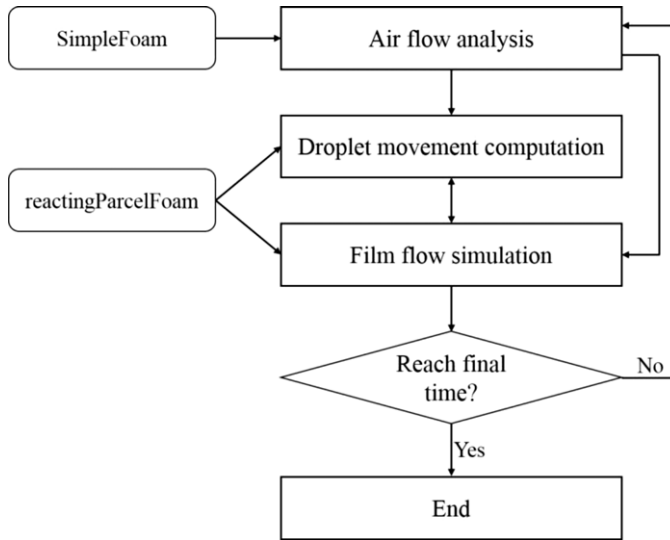 SimpleFoam
Air flow analysis
Droplet movement computation
reactingParcelFoam
Film flow simulation
Reach final
time?
No
Yes
End